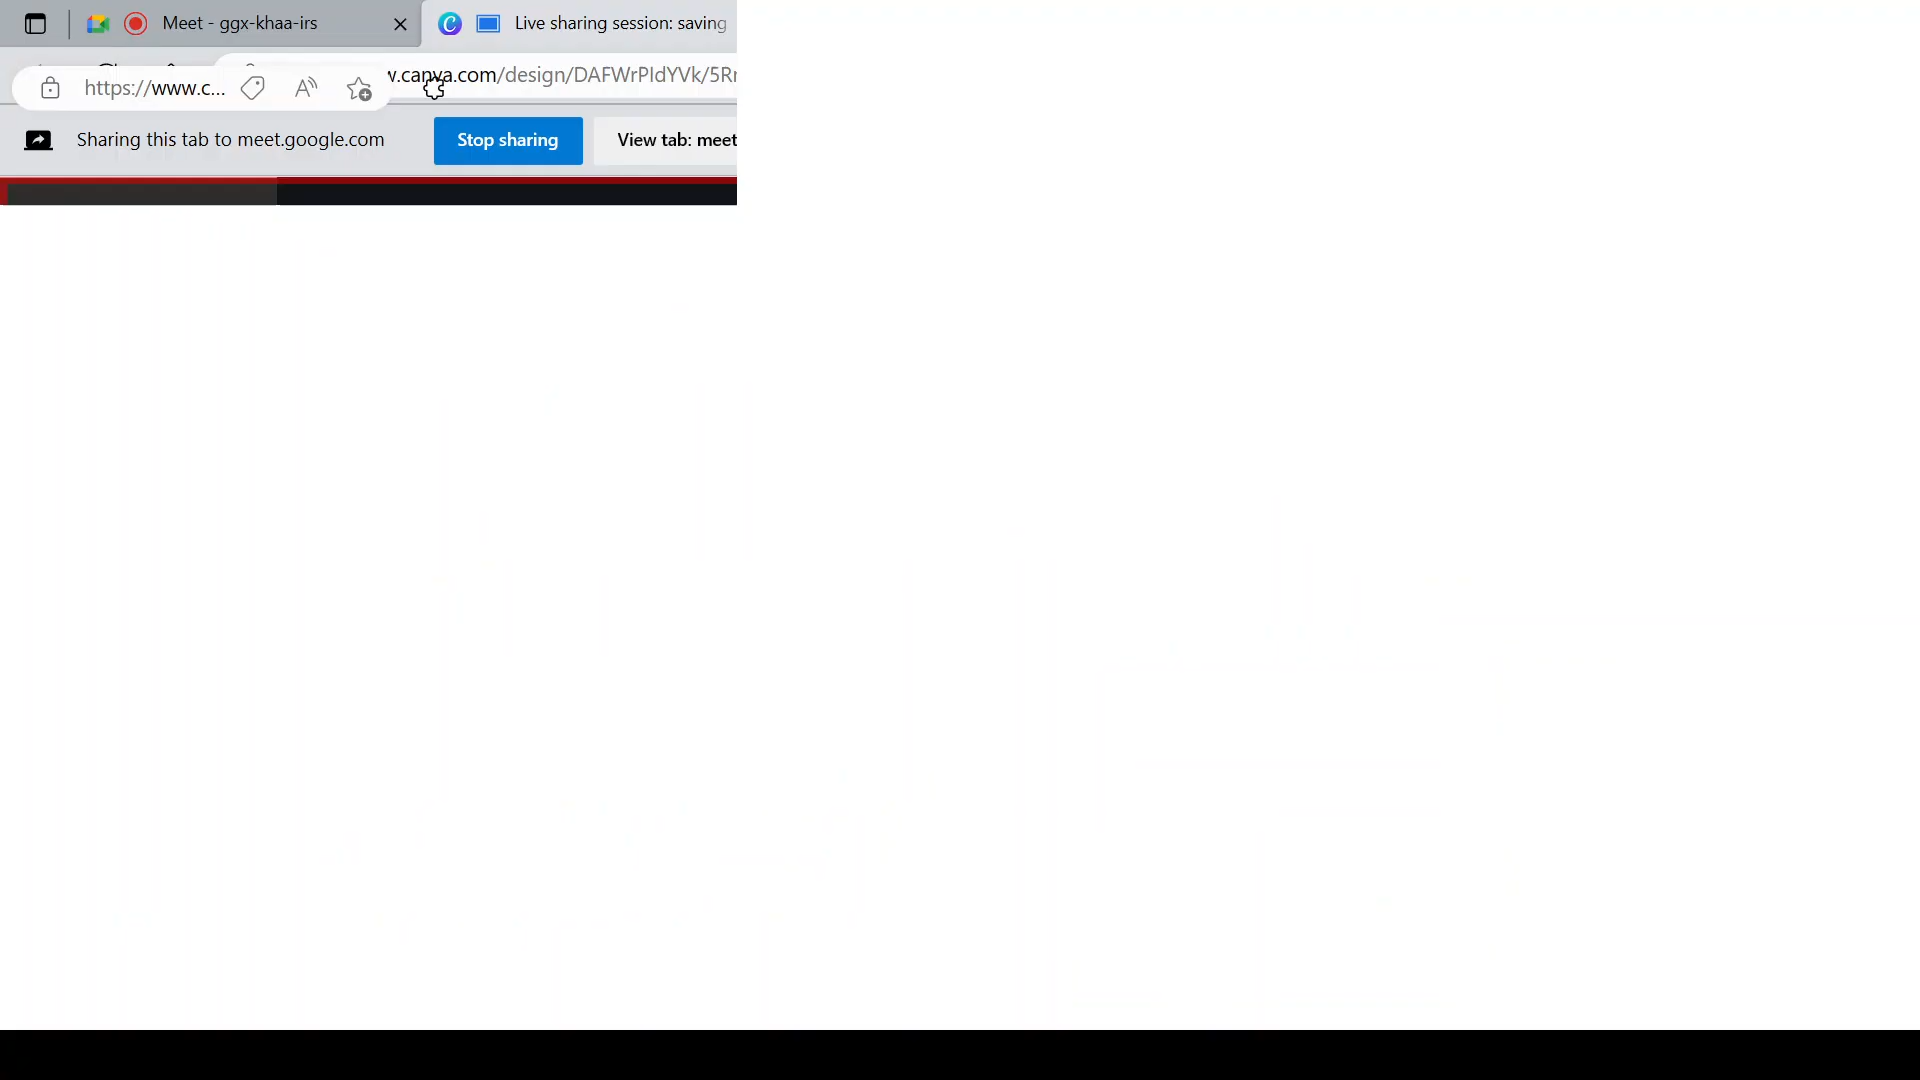 Meet - ggx-khaa-irs
Live sharing session: saving
w.canva.com/design/DAFWrPIdYVk/5R
https://www.c...
Sharing this tab to meet.google.com
Stop sharing
View tab: meet